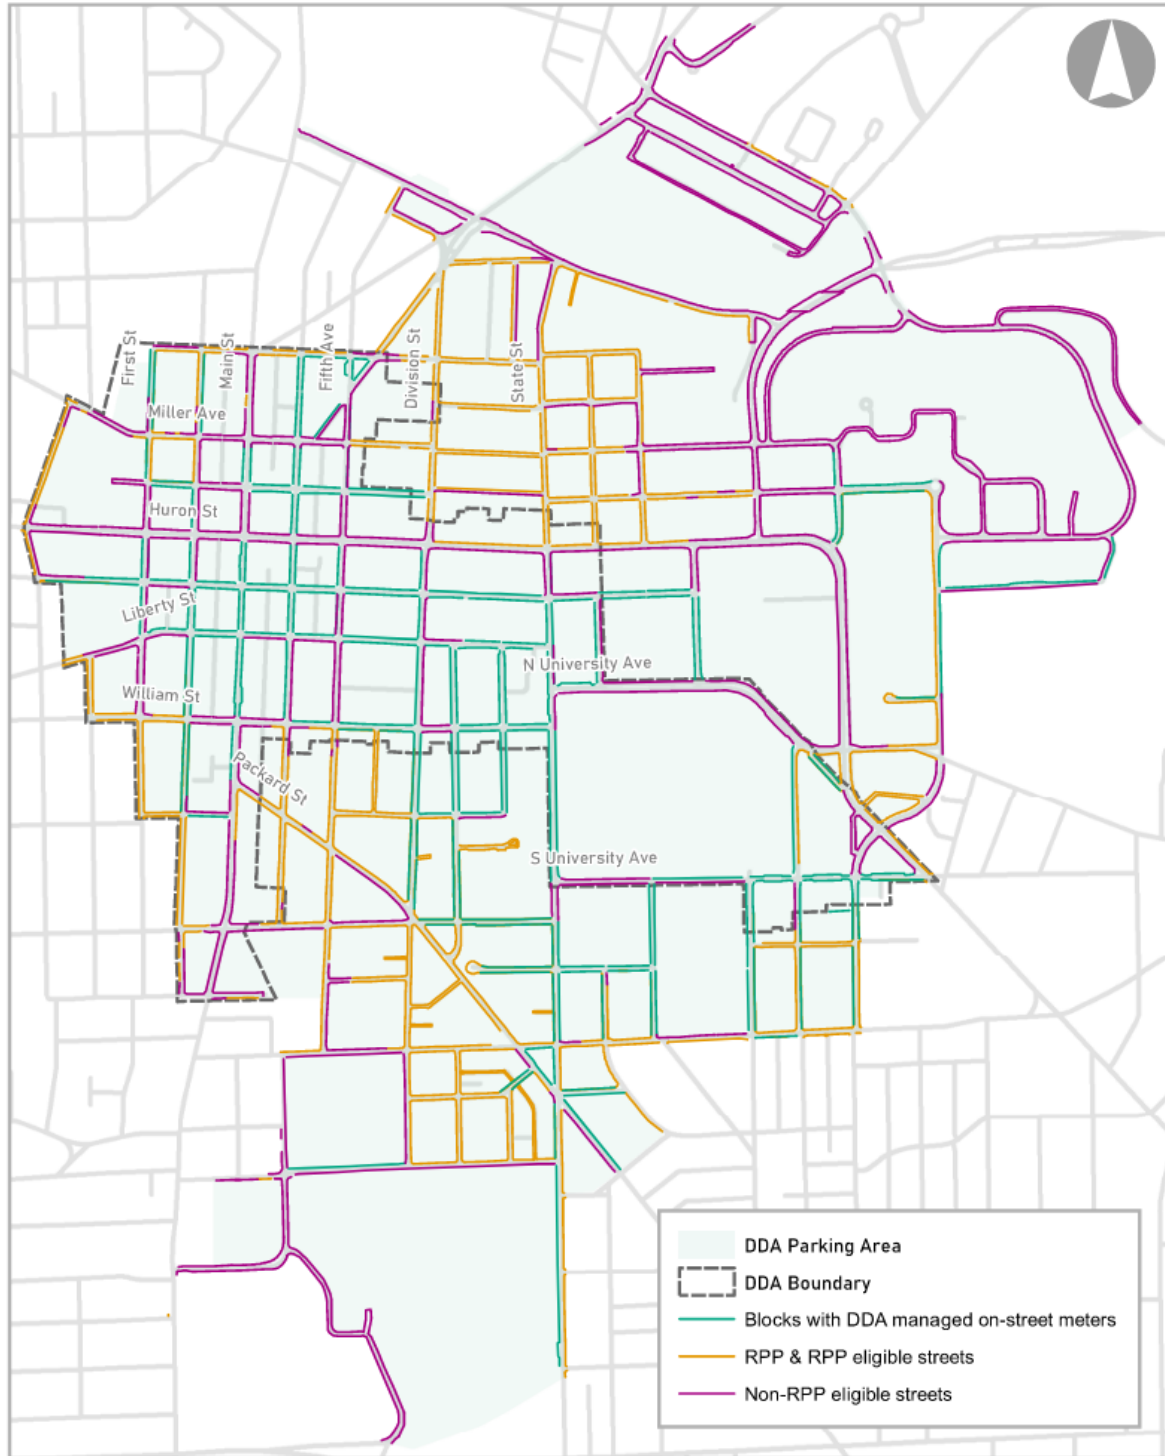 First St
Main St
Fifth Ave
Division St
State St
Miller Ave
Huron St
Liberty St
N University Ave
William St
Packard St
S University Ave
DDA Parking Area
DDA Boundary
Blocks with DDA managed on-street meters
RPP & RPP eligible streets
Non-RPP eligible streets